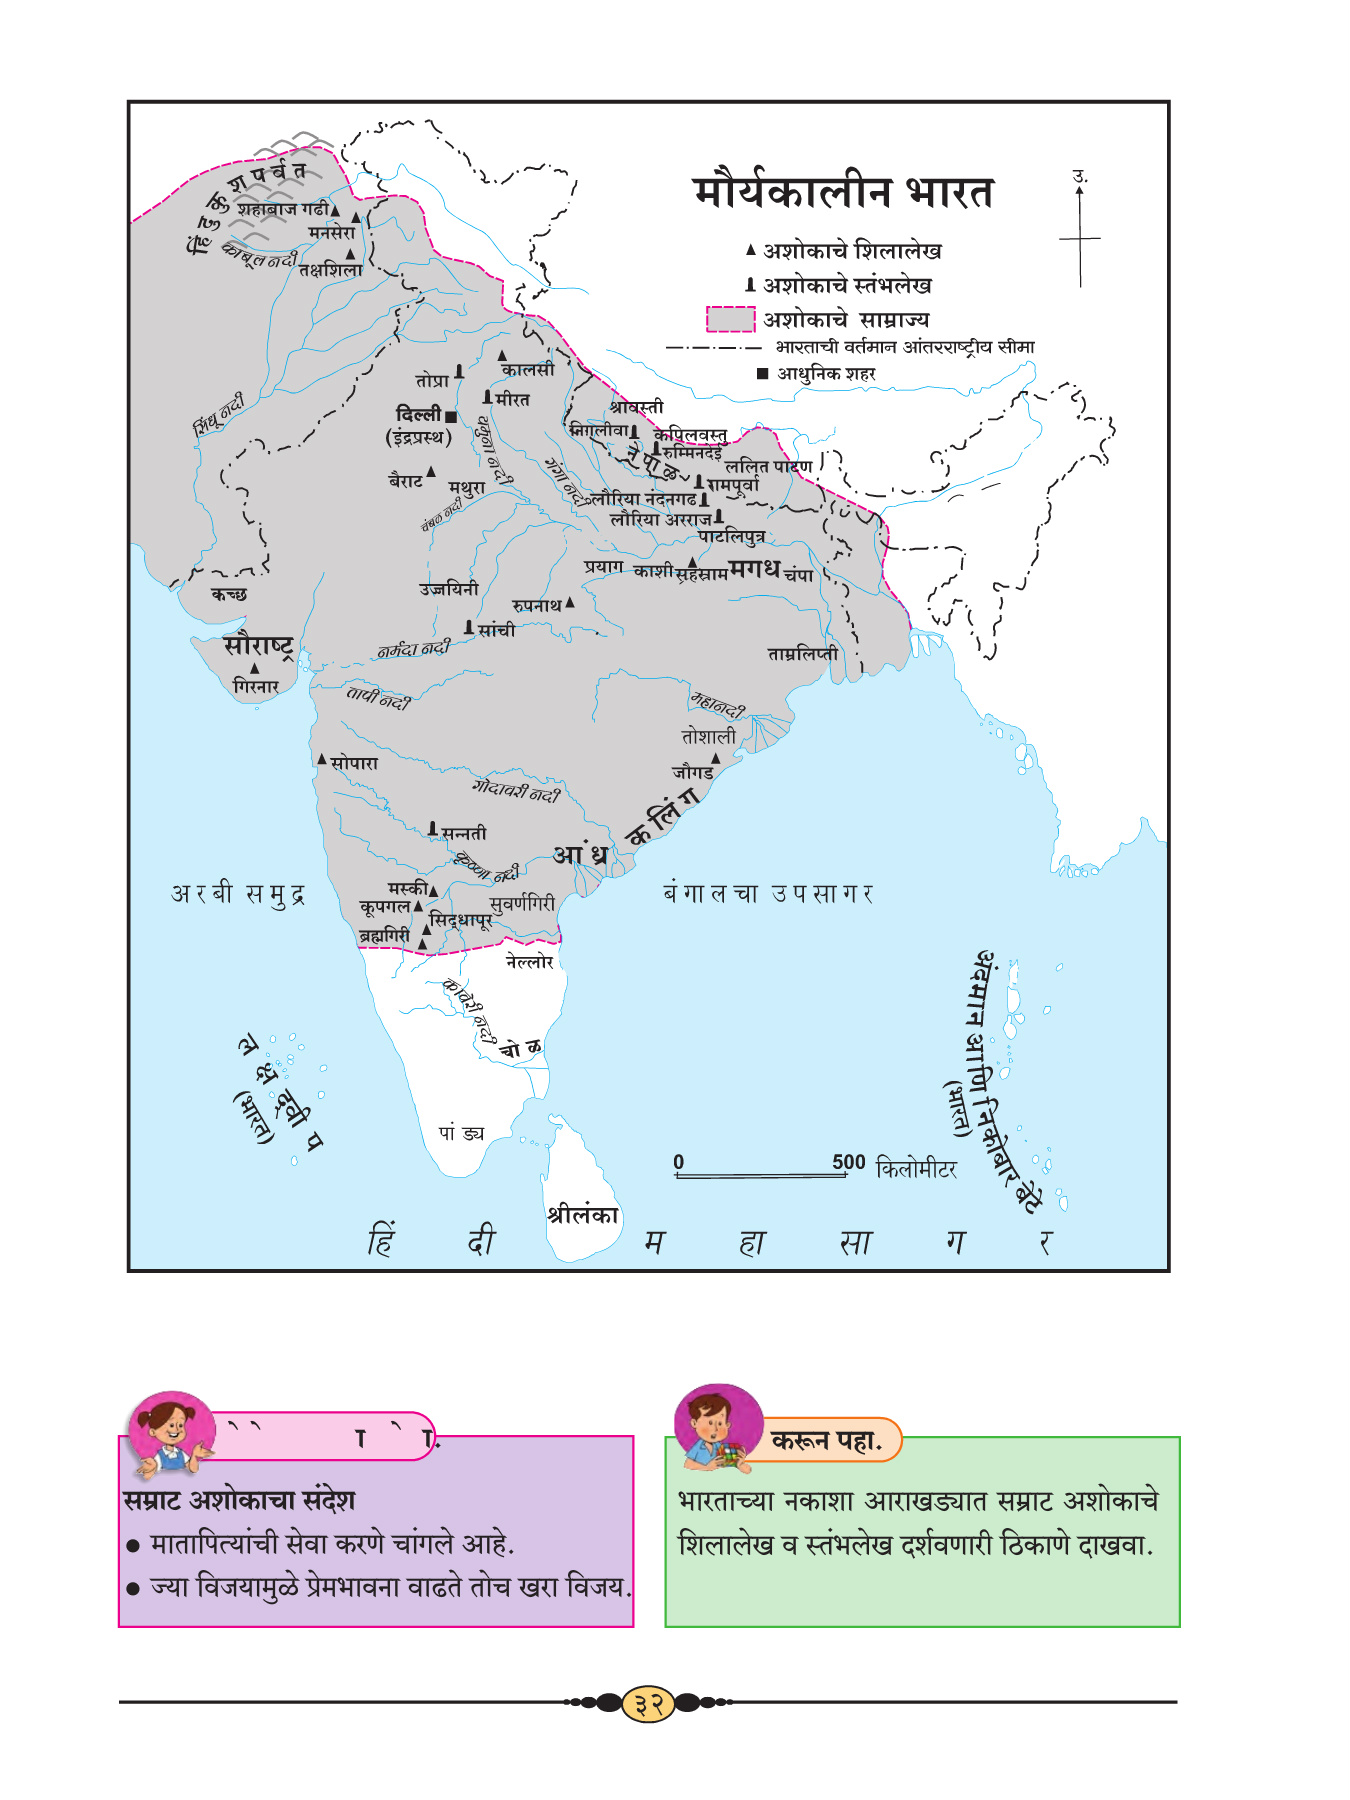 मौर्यकालीन भारत
उ.
अशोकाचे शिलालेख
अशोकाचे स्तंभलेख
अशोकाचे साम्राज्य
भारताची वर्तमान आंतरराष्ट्रीय सीमा
आधुनिक शहर
हिंदुकुश पर्वत
शहाबाज गढी
मनसेरा
काबूल नदी
तक्षशिला
सिंधू नदी
तोप्रा
कालसी
मीरत
दिल्ली
(इंद्रप्रस्थ)
यमुना नदी
श्रावस्ती
निगलीवा
कपिलवस्तु
रुम्मिनदेई
नेपाळ
ललित पाटण
रामपूर्वा
बैराट
मथुरा
गंगा नदी
लौरिया नंदनगढ
लौरिया अरराज
चंबळ नदी
पाटलिपुत्र
प्रयाग
काशी
सहस्राम
मगध
चंपा
कच्छ
उज्जयिनी
रुपनाथ
सांची
सौराष्ट्र
गिरनार
नर्मदा नदी
ताम्रलिप्ती
तापी नदी
महानदी
तोशाली
जौगड
सोपारा
गोदावरी नदी
कलिंग
सन्नती
आंध्र
कृष्णा नदी
अरबी समुद्र
मस्की
कूपगल
सुवर्णगिरी
सिद्धापूर
ब्रह्मगिरी
बंगालचा उपसागर
नेल्लोर
कावेरी नदी
चोळ
अंदमान आणि निकोबार बेटे
(भारत)
लक्षद्वीप
(भारत)
पांड्य
0 500 किलोमीटर
श्रीलंका
हिंदी महासागर
सम्राट अशोकाचा संदेश
● मातापित्यांची सेवा करणे चांगले आहे.
● ज्या विजयामुळे प्रेमभावना वाढते तोच खरा विजय.
करून पहा.
भारताच्या नकाशा आराखड्यात सम्राट अशोकाचे
शिलालेख व स्तंभलेख दर्शवणारी ठिकाणे दाखवा.
३२